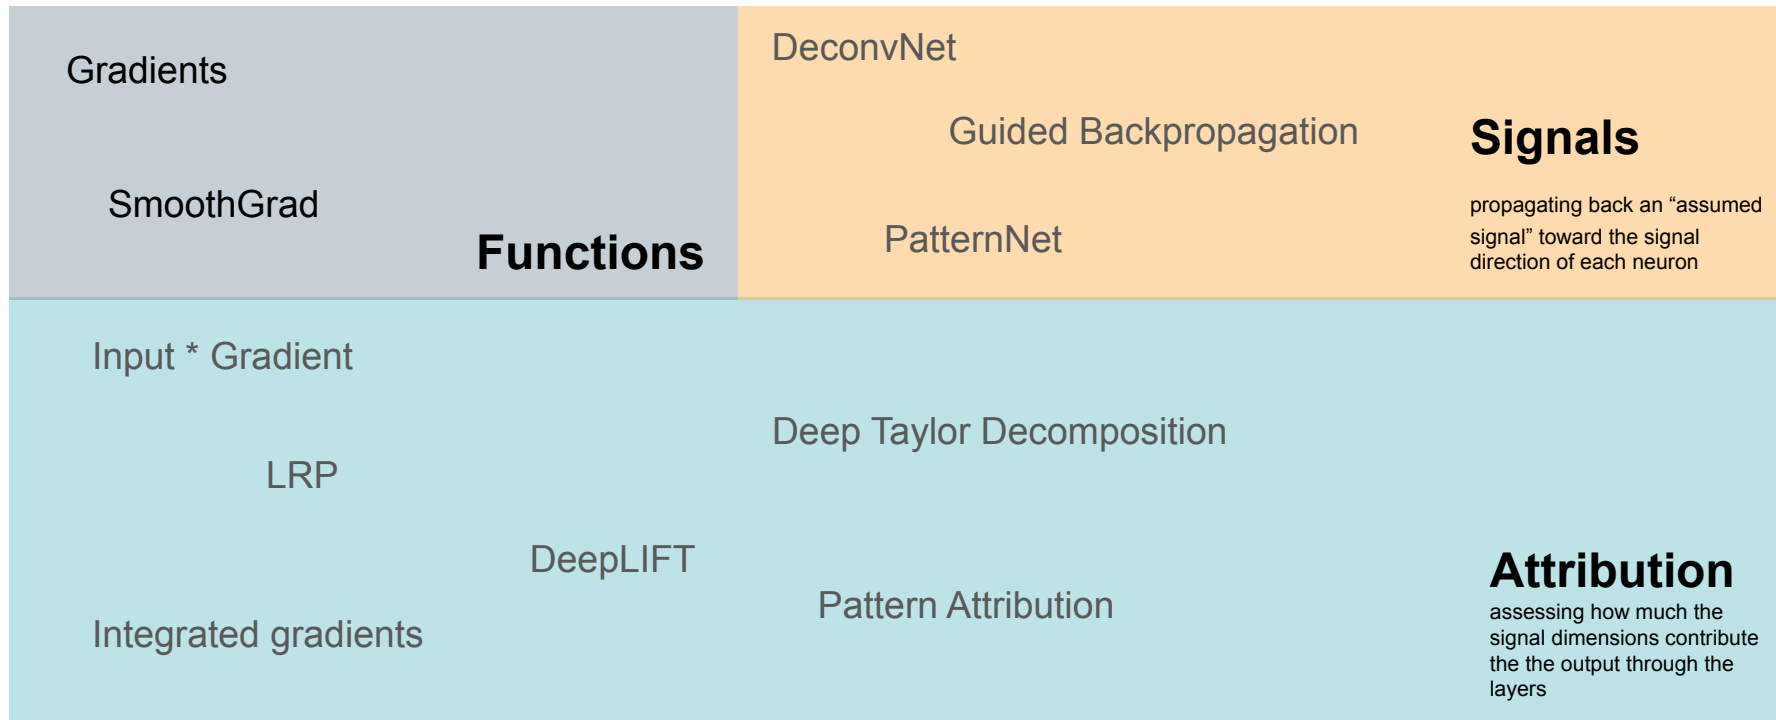 Gradients
SmoothGrad
Functions
DeconvNet
Guided Backpropagation
PatternNet
Signals
propagating back an “assumed
signal” toward the signal
direction of each neuron
Input * Gradient
LRP
DeepLIFT
Integrated gradients
Deep Taylor Decomposition
Pattern Attribution
Attribution
assessing how much the
signal dimensions contribute
the the output through the
layers